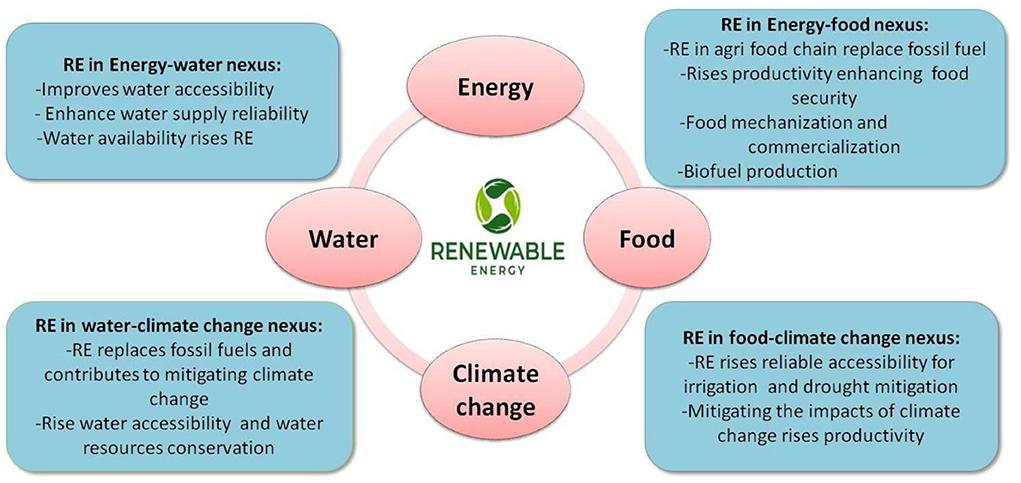 RE in Energy-water nexus:
-Improves water accessibility
- Enhance water supply reliability
-Water availability rises RE
Energy
RE in Energy-food nexus:
-RE in agri food chain replace fossil fuel
-Rises productivity enhancing food
security
-Food mechanization and
commercialization
-Biofuel production
Water
RENEWABLE
ENERGY
Food
RE in water-climate change nexus:
-RE replaces fossil fuels and
contributes to mitigating climate
change
-Rise water accessibility and water
resources conservation
Climate
change
RE in food-climate change nexus:
-RE rises reliable accessibility for
irrigation and drought mitigation
-Mitigating the impacts of climate
change rises productivity